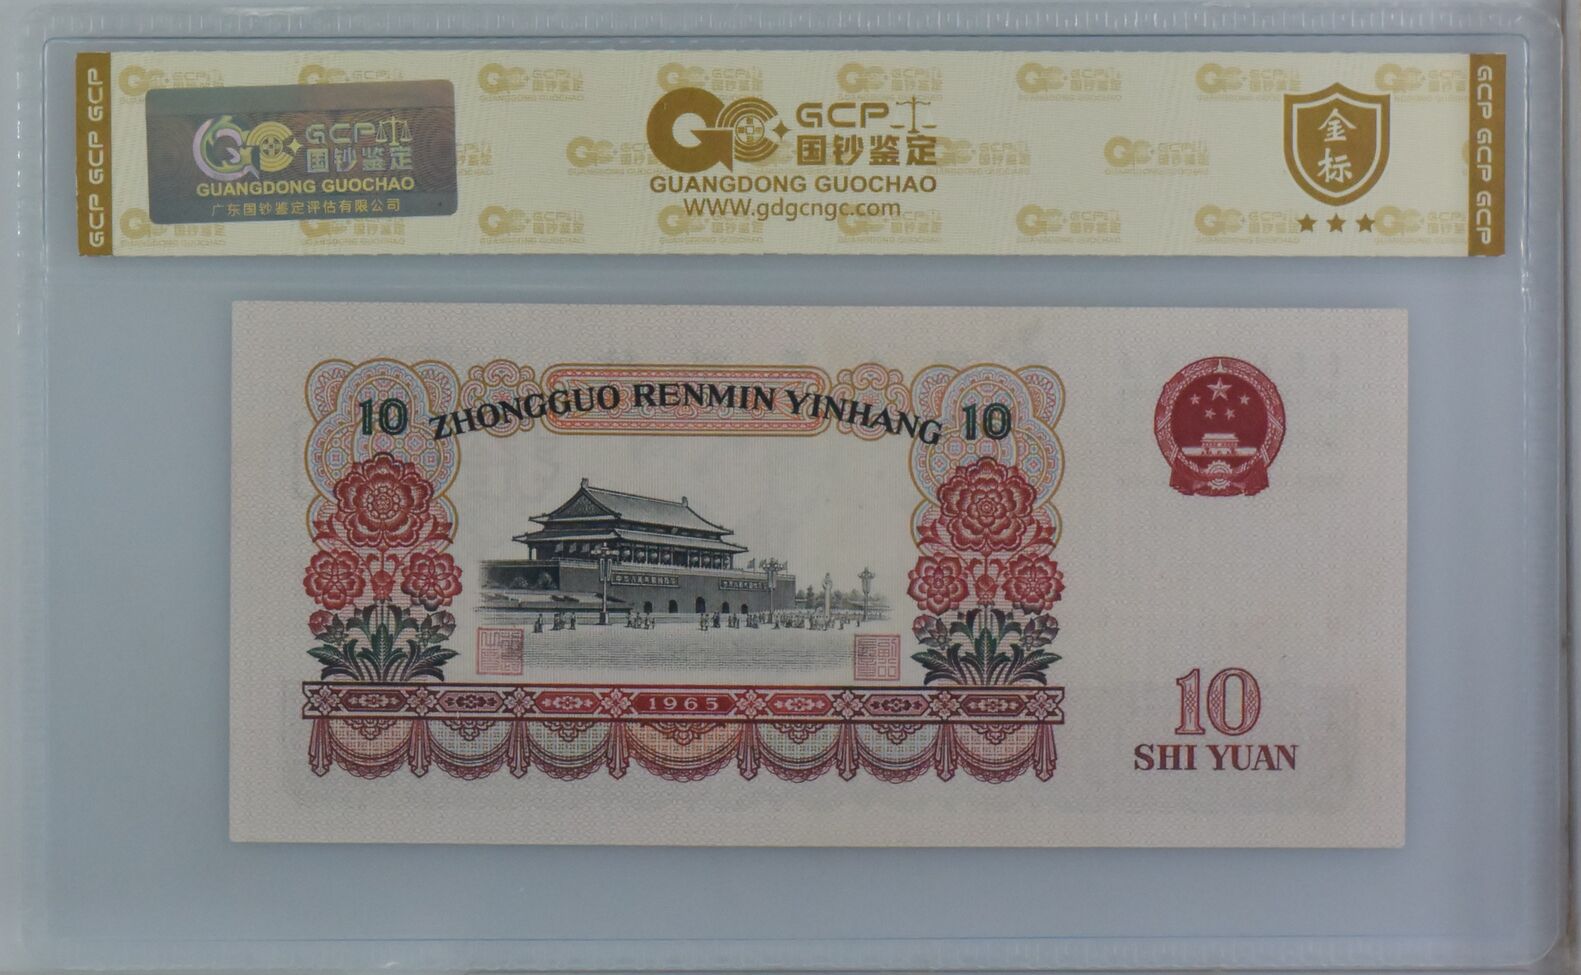 GCP GCP GCP
GCP
国钞鉴定
GUANGDONG GUOCHAO
广东国钞鉴定评估有限公司
GCP
国钞鉴定
GUANGDONG GUOCHAO
WWW.gdgcngc.com
金标
GCP GCP GCP
10 ZHONGGUO RENMIN YINHANG 10
1965
10
SHI YUAN